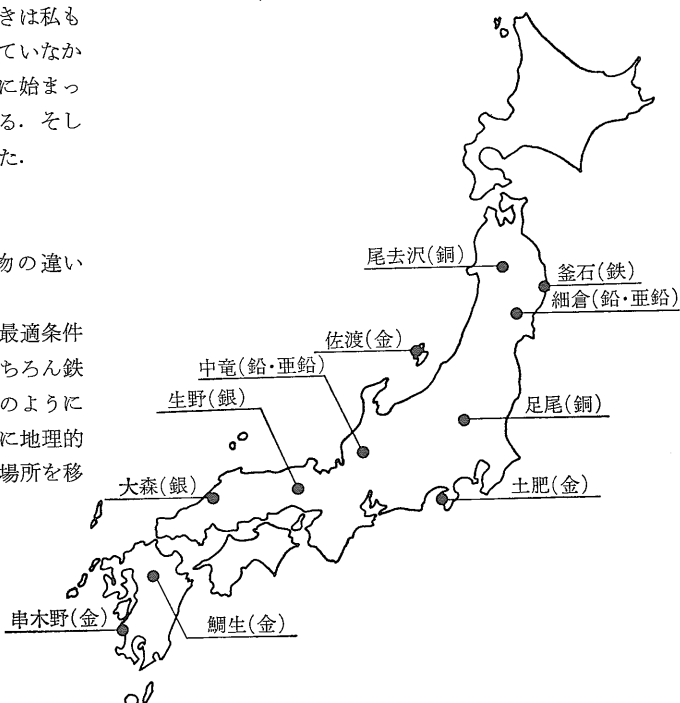 きは私も
ていなか
に始まっ
る．そし
た．
物の違い
最適条件
ちろん鉄
のように
に地理的
場所を移
尾去沢(銅)
釜石(鉄)
細倉(鉛・亜鉛)
佐渡(金)
中竜(鉛・亜鉛)
生野(銀)
足尾(銅)
大森(銀)
土肥(金)
串木野(金)
鯛生(金)